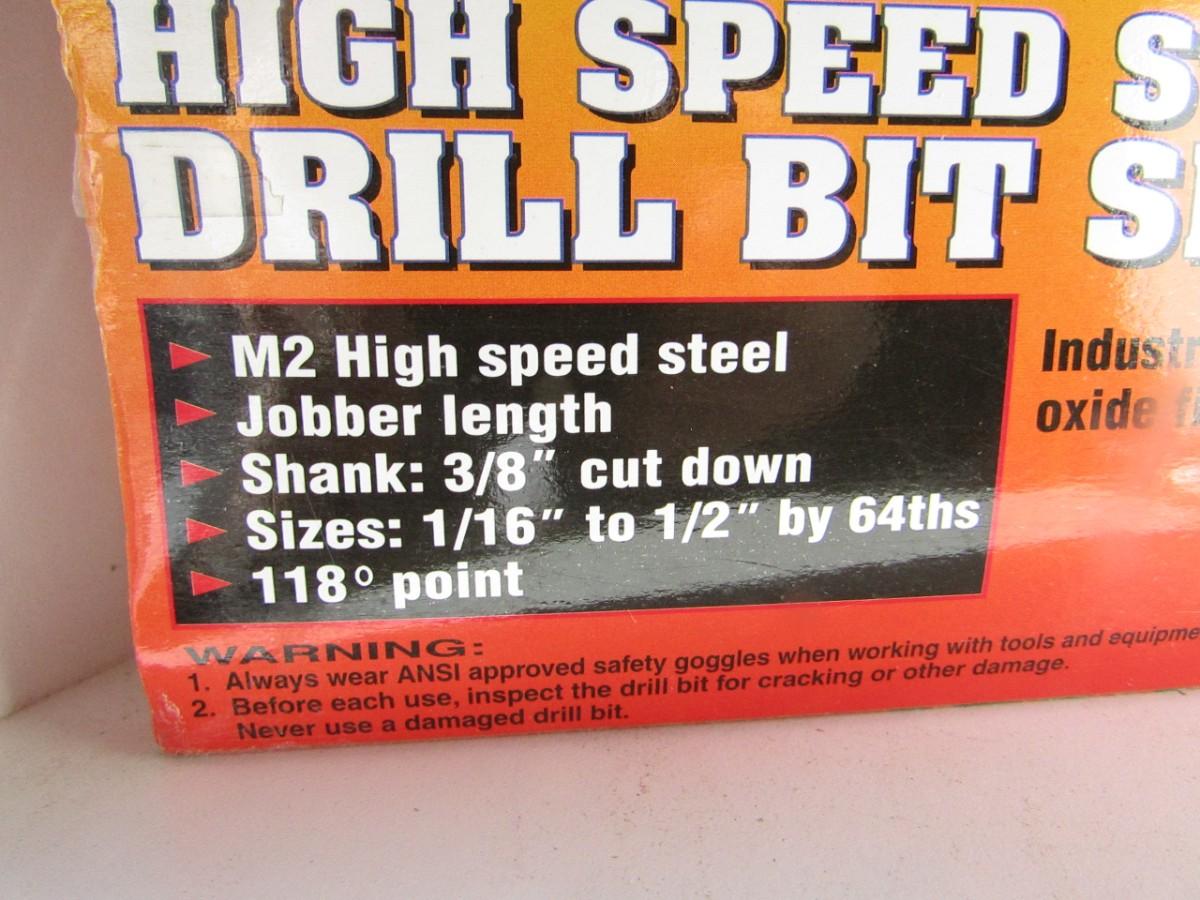 HIGH SPEED
DRILL BIT
M2 High speed steel
Jobber length
Shank: 3/8" cut down
Sizes: 1/16" to 1/2" by 64ths
118° point
oxide
WARNING:
1. Always wear ANSI approved safety goggles when working with tools and
2. Before each use, inspect the drill bit for cracking or other damage.
Never use a damaged drill bit.